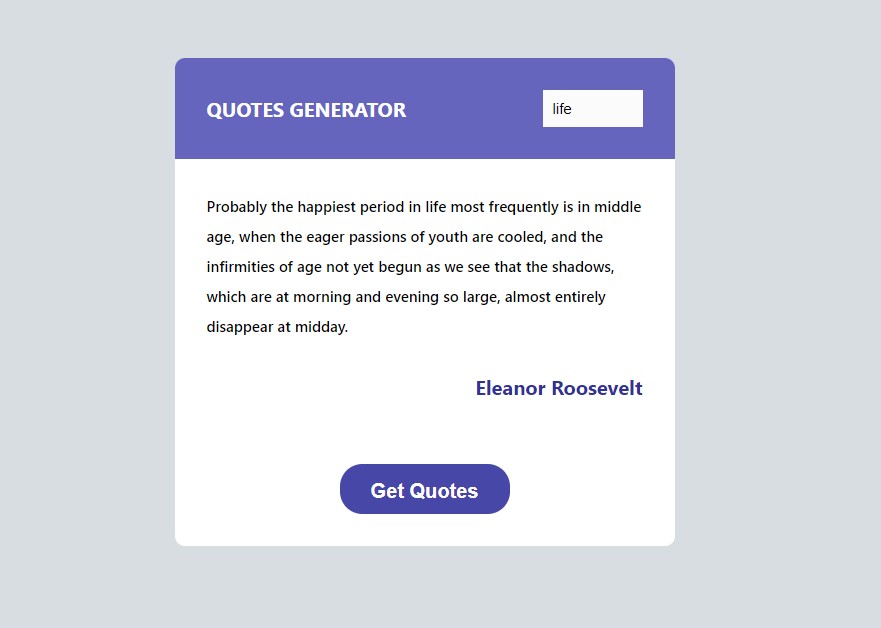 QUOTES GENERATOR
life
Probably the happiest period in life most frequently is in middle
age, when the eager passions of youth are cooled, and the
infirmities of age not yet begun as we see that the shadows,
which are at morning and evening so large, almost entirely
disappear at midday.
Eleanor Roosevelt
Get Quotes